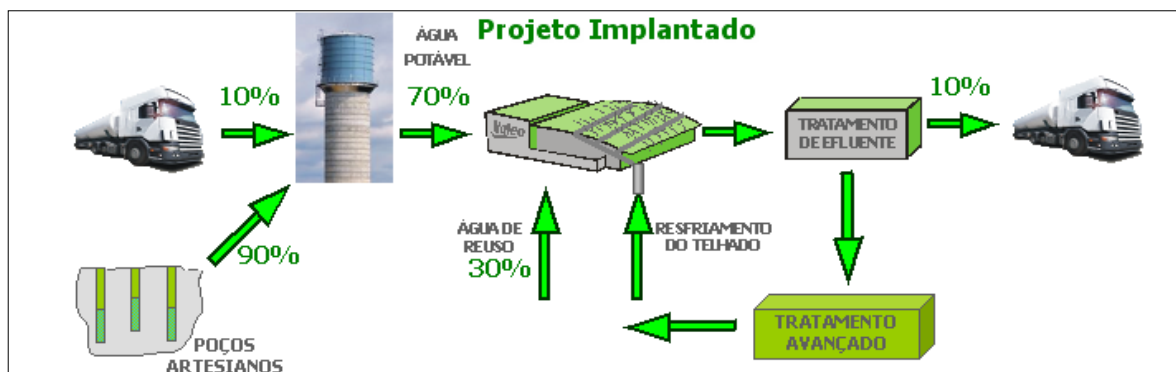 Projeto Implantado
ÁGUA
POTÁVEL
10%
70%
10%
Valeo
TRATAMENTO
DE EFLUENTE
90%
ÁGUA DE
REUSO
30%
RESFRIAMENTO
DO TELHADO
POÇOS
ARTESIANOS
TRATAMENTO
AVANÇADO